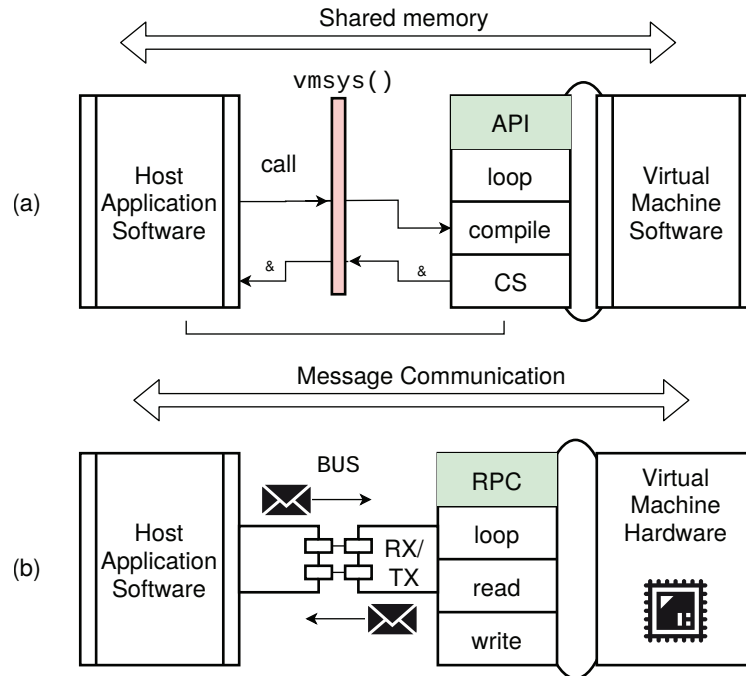 Shared memory
vmsys()
(a)
Host
Application
Software
call
&
&
API
loop
compile
CS
Virtual
Machine
Software
Message Communication
(b)
Host
Application
Software
BUS
RX/
TX
RPC
loop
read
write
Virtual
Machine
Hardware